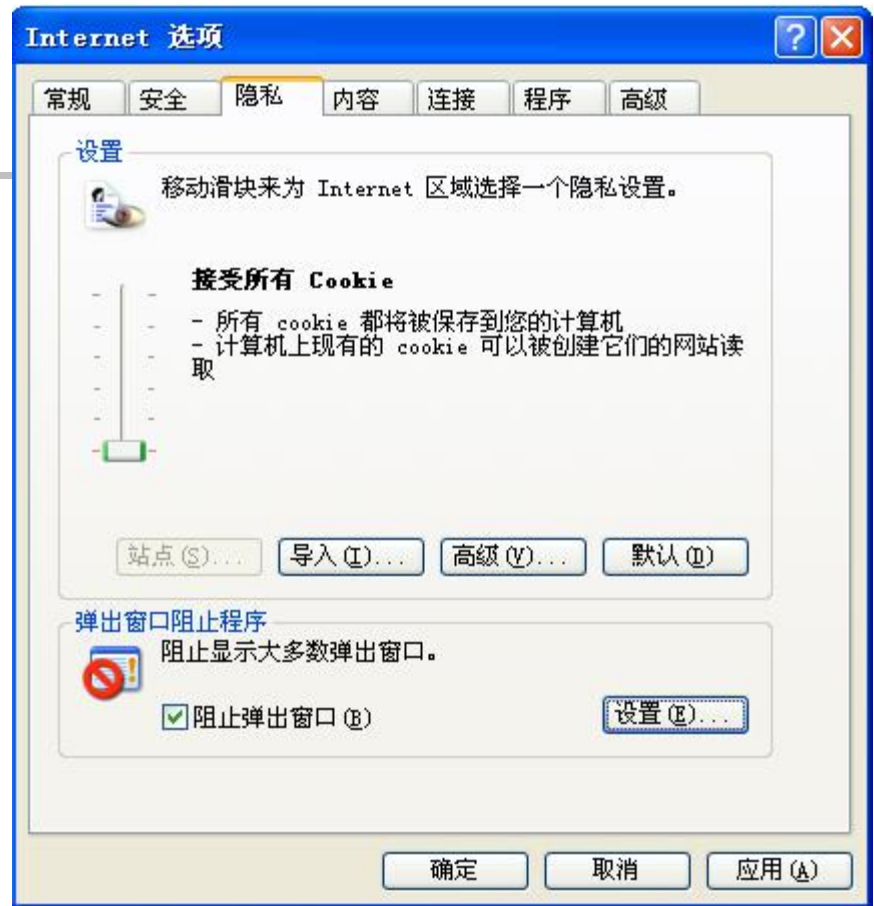 Internet 选项
常规 安全 隐私 内容 连接 程序 高级
设置
移动滑块来为 Internet 区域选择一个隐私设置。
接受所有 Cookie
- 所有 cookie 都将被保存到您的计算机
- 计算机上现有的 cookie 可以被创建它们的网站读
取
站点(S)... 导入(I)... 高级(V)... 默认(D)
弹出窗口阻止程序
阻止显示大多数弹出窗口。
阻止弹出窗口(B) 设置(E)...
确定 取消 应用(A)